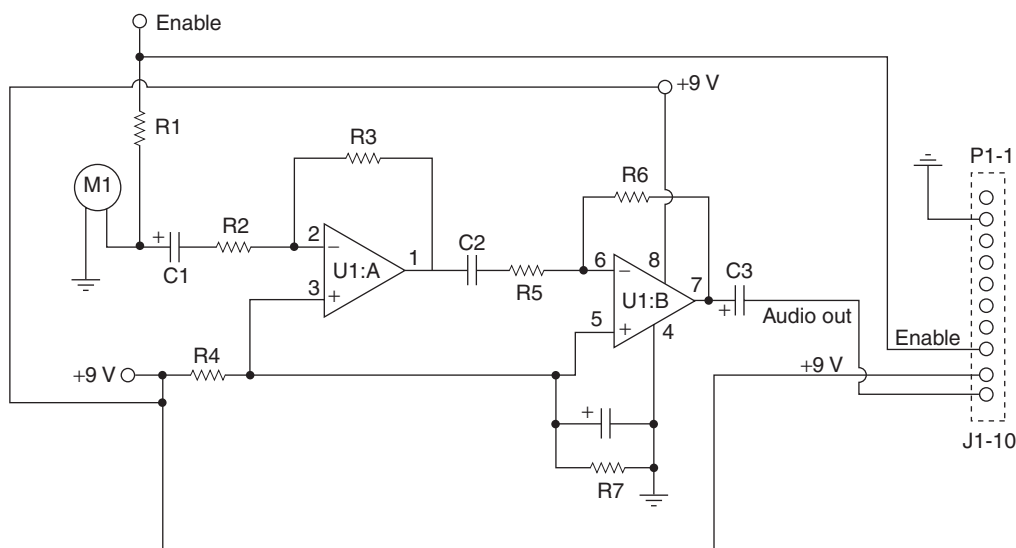 Enable
+9 V
R1
R3
P1-1
M1
R6
R2
+
C1
2
−
U1:A
1
C2
3
+
R5
6
−
8
U1:B
7
C3
5
+
4
+
Audio out
Enable
R4
+9 V
+9 V
+
R7
J1-10